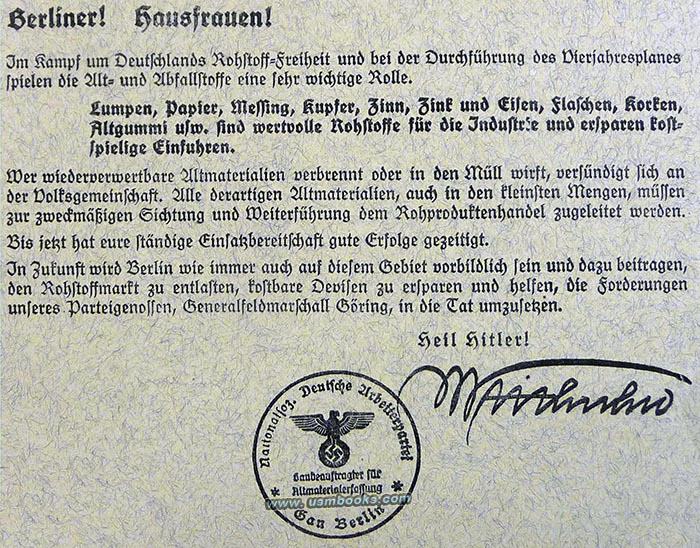 Berliner! Hausfrauen!
Im Kampf um Deutschlands Rohstoff-Freiheit und bei der Durchführung des Vierjahresplanes
spielen die Alt- und Abfallstoffe eine sehr wichtige Rolle.
Lumpen, Papier, Messing, Kupfer, Zinn, Zink und Eisen, Flaschen, Korken,
Altgummi usw. sind wertvolle Rohstoffe für die Industrie und ersparen kost-
spielige Einfuhren.
Wer wiederverwertbare Altmaterialien verbrennt oder in den Müll wirft, versündigt sich an
der Volksgemeinschaft. Alle derartigen Altmaterialien, auch in den kleinsten Mengen, müssen
zur zweckmäßigen Sichtung und Weiterführung dem Rohproduktenhandel zugeleitet werden.
Bis jetzt hat eure ständige Einsatzbereitschaft gute Erfolge gezeitigt.
In Zukunft wird Berlin wie immer auch auf diesem Gebiet vorbildlich sein und dazu beitragen,
den Rohstoffmarkt zu entlasten, kostbare Devisen zu ersparen und helfen, die Forderungen
unseres Parteigenossen, Generalfeldmarschall Göring, in die Tat umzusetzen.
Heil Hitler!
Nationalsoz. Deutsche Arbeiterpartei
Gaubeauftragter für
Altmaterialerfassung
www.usmbooks.com
Gau Berlin